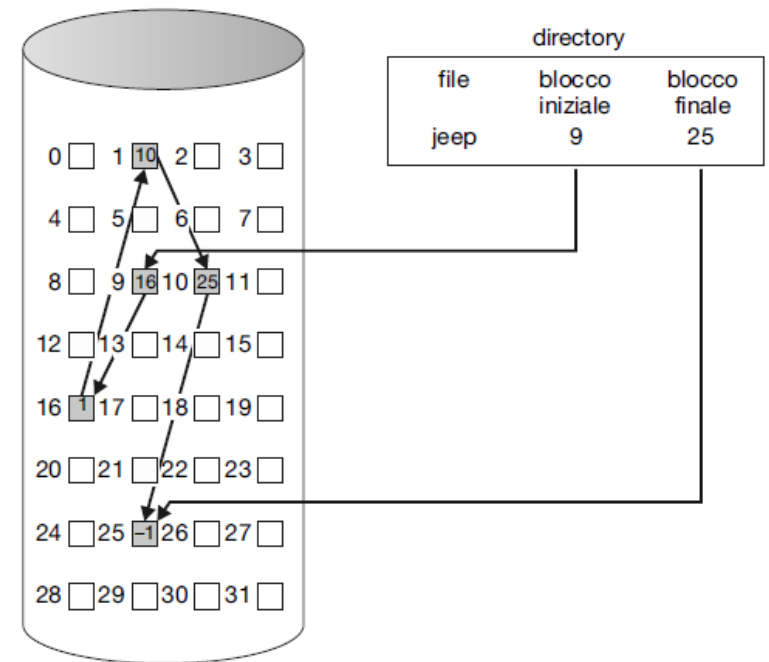 directory
file blocco iniziale blocco finale
jeep 9 25
0 1 10 2 3
4 5 6 7
8 9 16 10 25 11
12 13 14 15
16 1 17 18 19
20 21 22 23
24 25 –1 26 27
28 29 30 31